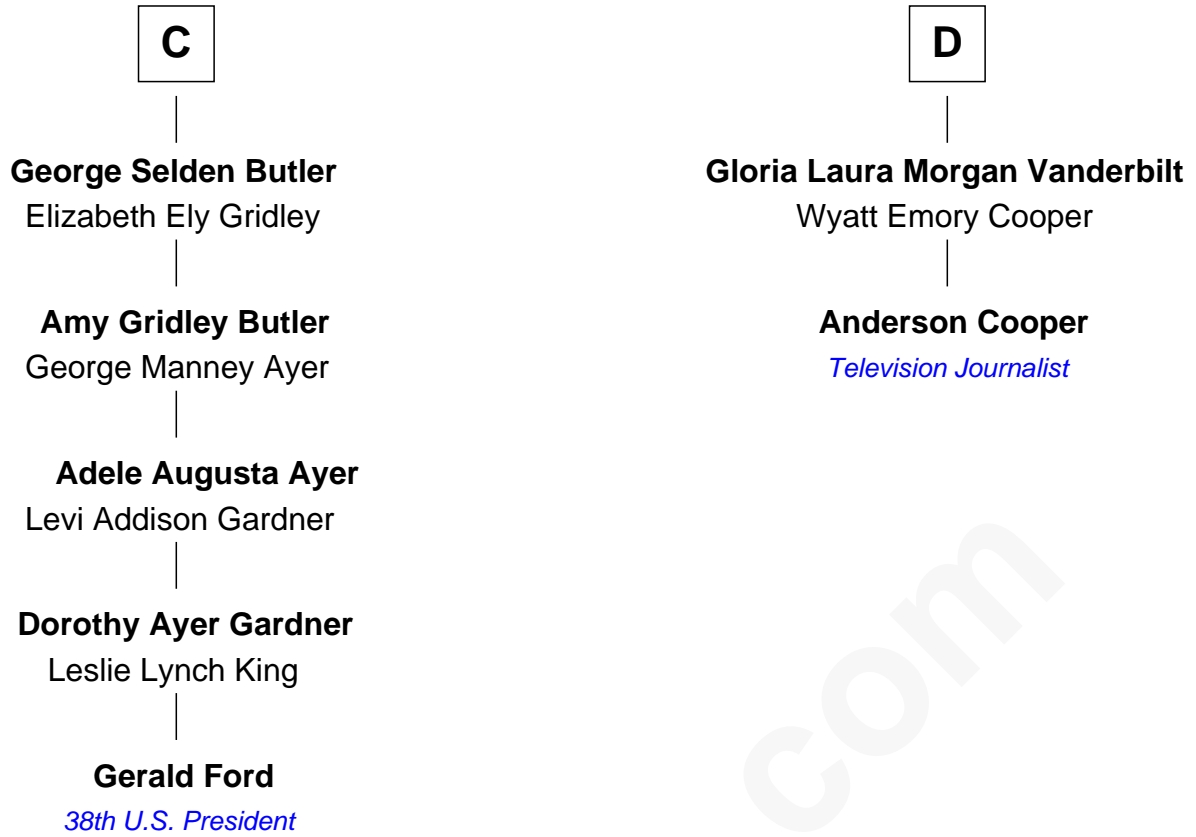 C
George Selden Butler
Elizabeth Ely Gridley
Amy Gridley Butler
George Manney Ayer
Adele Augusta Ayer
Levi Addison Gardner
Dorothy Ayer Gardner
Leslie Lynch King
Gerald Ford
38th U.S. President
D
Gloria Laura Morgan Vanderbilt
Wyatt Emory Cooper
Anderson Cooper
Television Journalist
com